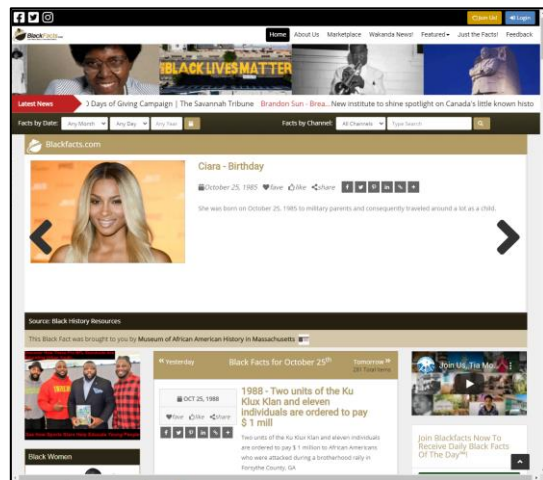 Join Us!
Login
BlackFacts.com
Home About Us Marketplace Wakanda News! Featured Just the Facts! Feedback
BLACK LIVES MATTER
Latest News
Days of Giving Campaign | The Savannah Tribune Brandon Sun - Brea... New institute to shine spotlight on Canada's little known histo
Facts by Date: Any Month Any Day Any Year Facts by Channel: All Channels Type Search
Blackfacts.com
Ciara - Birthday
October 25, 1985 fave like share
She was born on October 25, 1985 to military parents and consequently traveled around a lot as a child.
Source: Black History Resources
This Black Fact was brought to you by Museum of African American History in Massachusetts
« Yesterday
Black Facts for October 25th
Tomorrow »
281 Total Items
OCT 25, 1988
fave like share
1988 - Two units of the Ku
Klux Klan and eleven
individuals are ordered to pay
$ 1 mill
Two units of the Ku Klux Klan and eleven individuals
are ordered to pay $ 1 million to African Americans
who were attacked during a brotherhood rally in
Forsythe County, GA
Join Us, Tia Mo...
Join Blackfacts Now To
Receive Daily Black Facts
Of The Day™!
Black Women